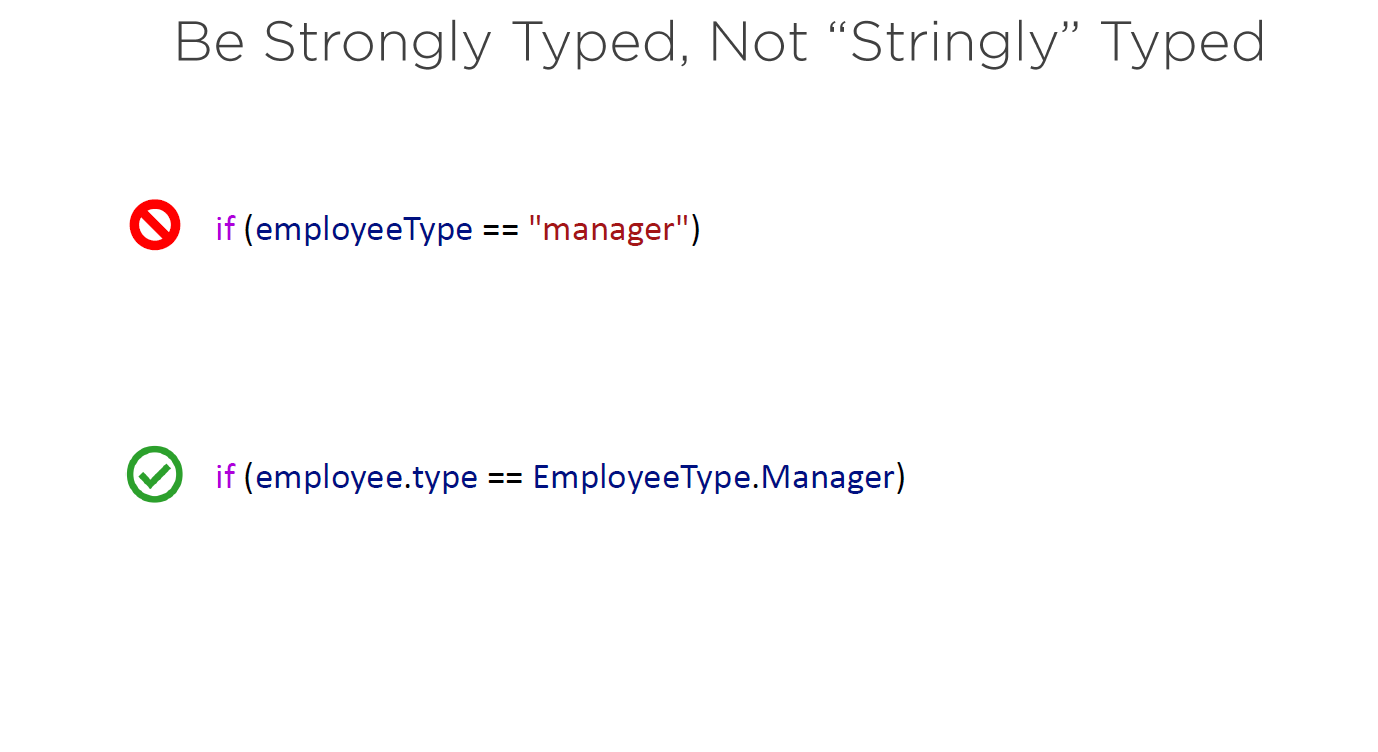 Be Strongly Typed, Not “Stringly” Typed
if (employeeType == "manager")
if (employee.type == EmployeeType.Manager)